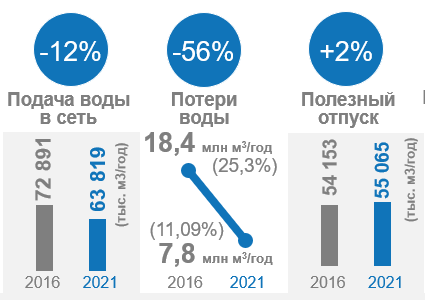 -12%
Подача воды
в сеть
72 891
63 819
(тыс. м3/год)
2016
2021
-56%
Потери
воды
18,4 млн м³/год
(25,3%)
(11,09%)
7,8 млн м³/год
2016
2021
+2%
Полезный
отпуск
54 153
55 065
(тыс. м3/год)
2016
2021